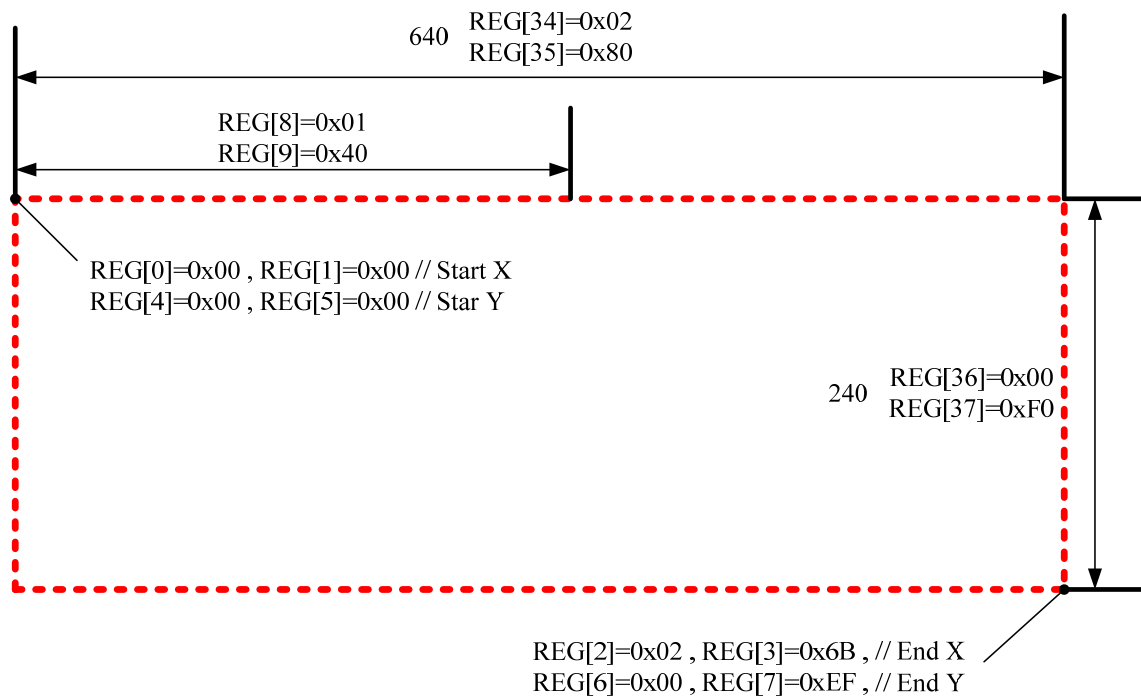 640
REG[34]=0x02
REG[35]=0x80
REG[8]=0x01
REG[9]=0x40
REG[0]=0x00 , REG[1]=0x00 // Start X
REG[4]=0x00 , REG[5]=0x00 // Star Y
240
REG[36]=0x00
REG[37]=0xF0
REG[2]=0x02 , REG[3]=0x6B , // End X
REG[6]=0x00 , REG[7]=0xEF , // End Y